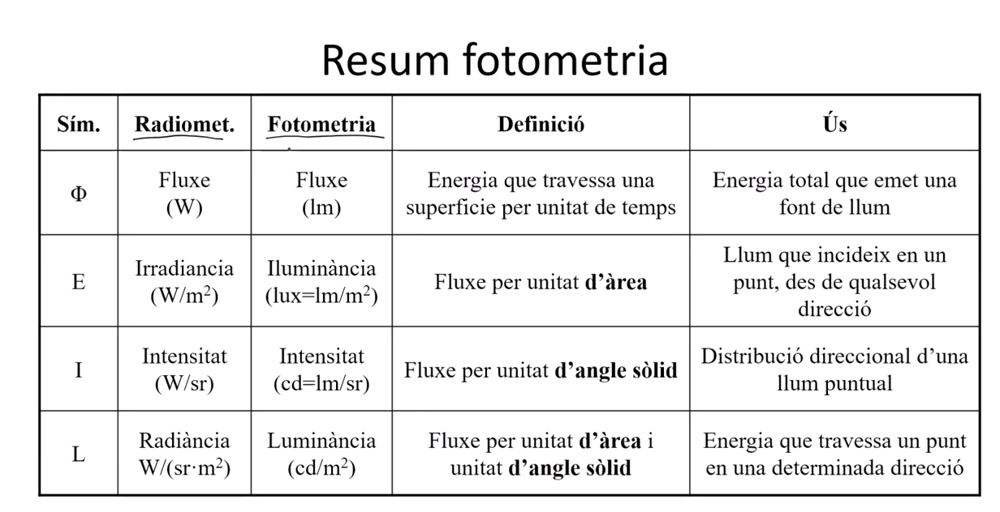 Resum fotometria
Sím. Radiomet. Fotometria Definició Ús
Φ
Fluxe
(W)
Fluxe
(lm)
Energia que travessa una
superficie per unitat de temps
Energia total que emet una
font de llum
E
Irradiancia
(W/m²)
Iluminància
(lux=lm/m²)
Fluxe per unitat d’àrea
Llum que incideix en un
punt, des de qualsevol
direcció
I
Intensitat
(W/sr)
Intensitat
(cd=lm/sr)
Fluxe per unitat d’angle sòlid
Distribució direccional d’una
llum puntual
L
Radiància
W/(sr·m²)
Luminància
(cd/m²)
Fluxe per unitat d’àrea i
unitat d’angle sòlid
Energia que travessa un punt
en una determinada direcció